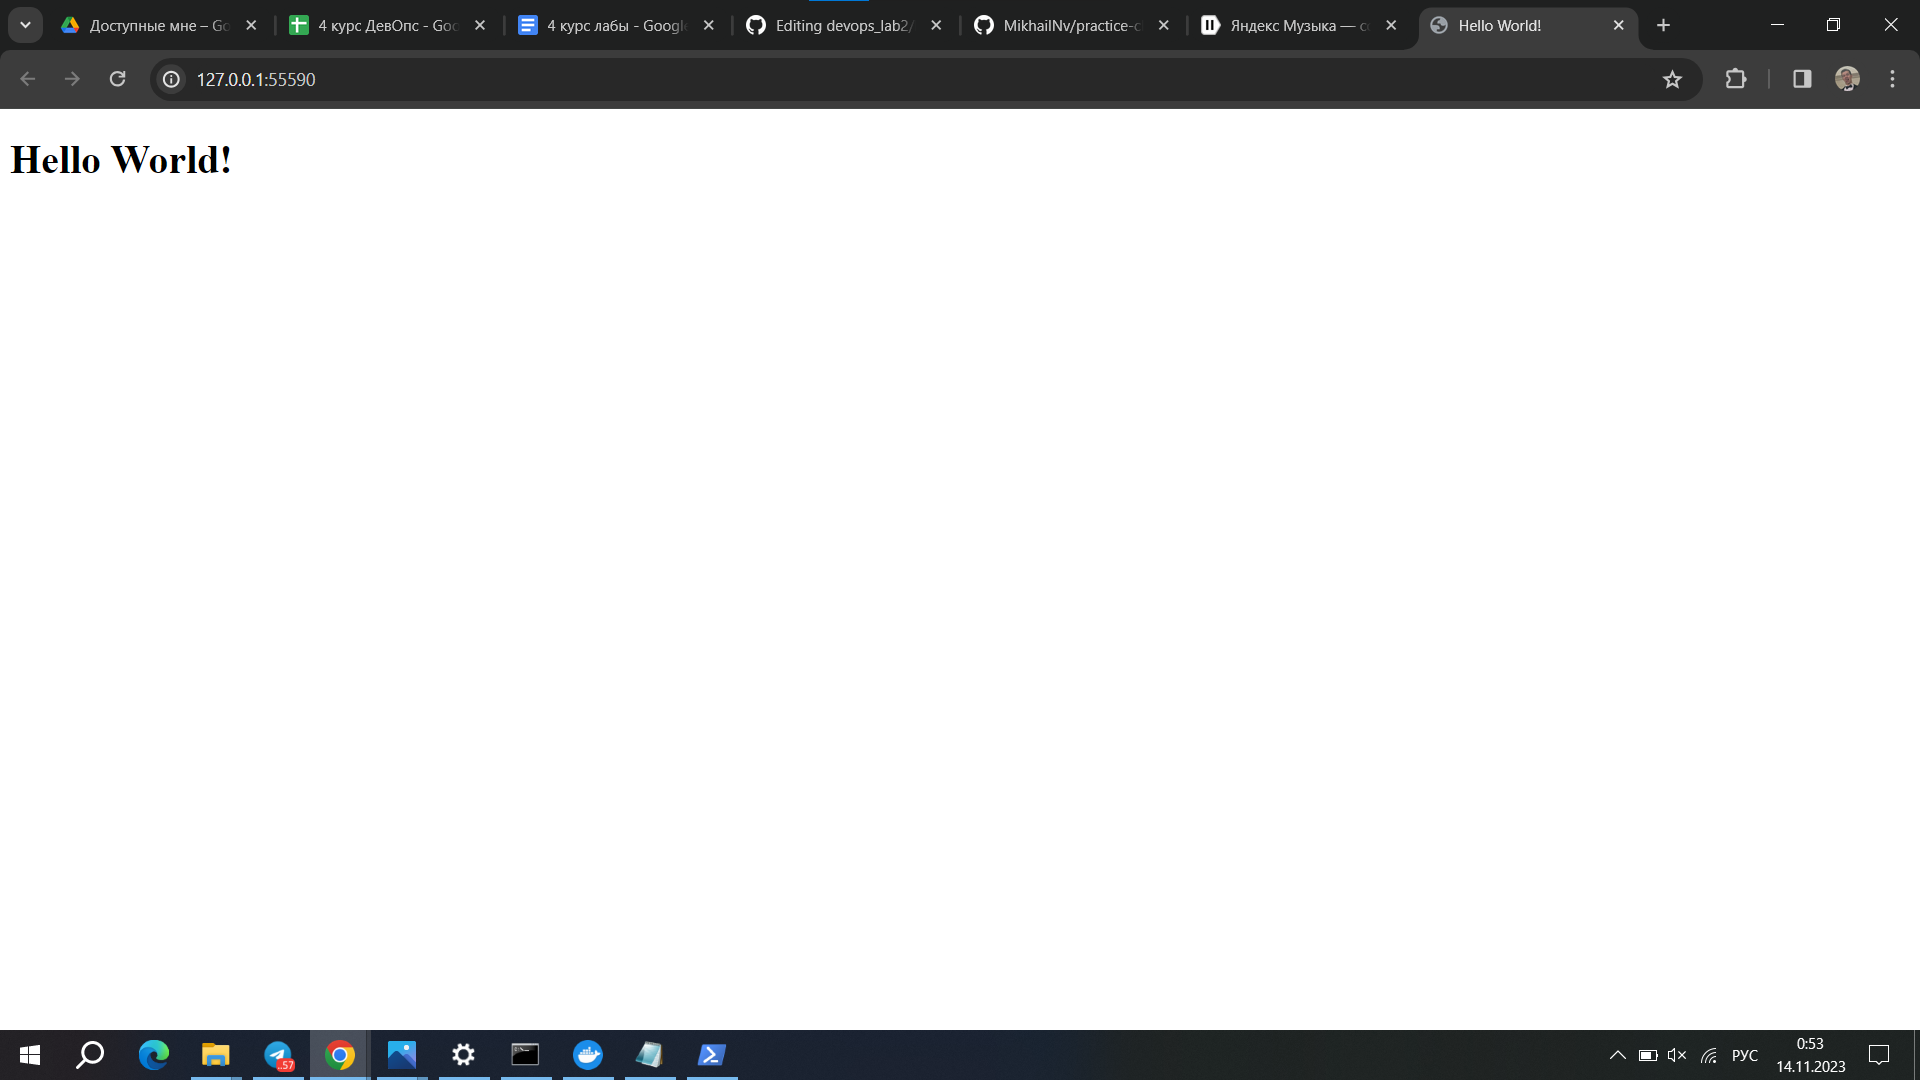 Доступные мне – Go
4 курс ДевОпс - Goo
4 курс лабы - Google
Editing devops_lab2/
MikhailNv/practice-c
Яндекс Музыка — с
Hello World!
127.0.0.1:55590
Hello World!
..57
РУС
0:53
14.11.2023